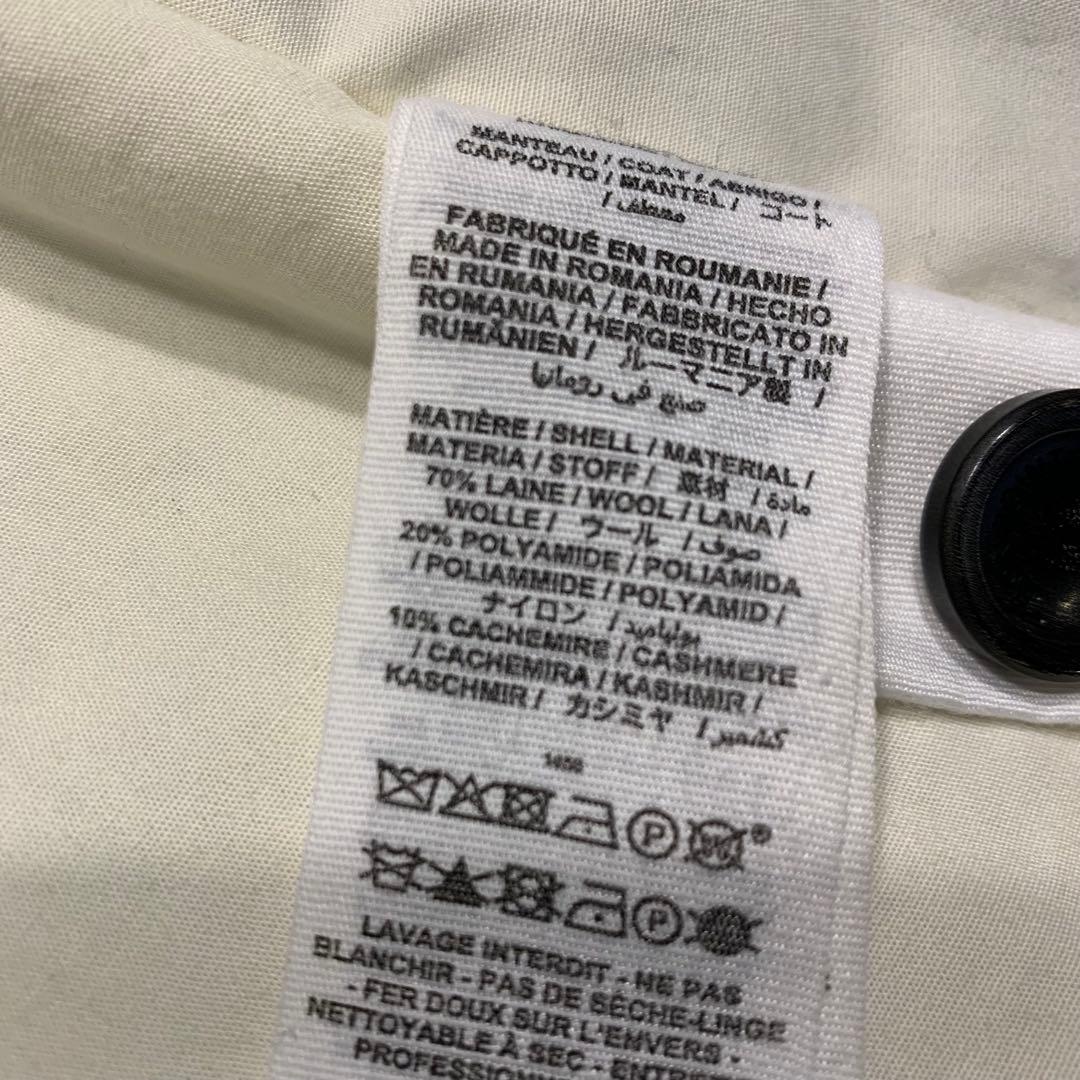 MANTEAU / COAT / ABRIGO /
CAPPOTTO / MANTEL / コート
/ معطف
FABRIQUÉ EN ROUMANIE /
MADE IN ROMANIA / HECHO
EN RUMANIA / FABBRICATO IN
ROMANIA / HERGESTELLT IN
RUMÄNIEN / ルーマニア製 /
صنع في رومانيا
MATIÈRE / SHELL / MATERIAL /
MATERIA / STOFF / 素材 / مادة
70% LAINE / WOOL / LANA /
WOLLE / ウール / صوف
20% POLYAMIDE / POLIAMIDA
/ POLIAMMIDE / POLYAMID /
ナイロン / بولياميد
10% CACHEMIRE / CASHMERE
/ CACHEMIRA / KASHMIR /
KASCHMIR / カシミヤ / كشمير
P ®
P
LAVAGE INTERDIT - NE PAS
BLANCHIR - PAS DE SÈCHE-LINGE
- FER DOUX SUR L'ENVERS -
NETTOYABLE À SEC -